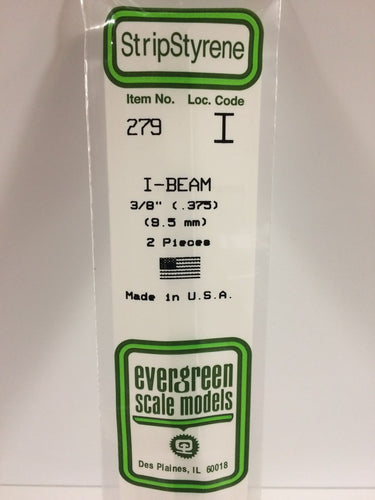 StripStyrene
Item No. Loc. Code
279 I
I-BEAM
3/8" (.375)
(9.5 mm)
2 Pieces
Made in U.S.A.
evergreen
scale models
Des Plaines, IL 60018